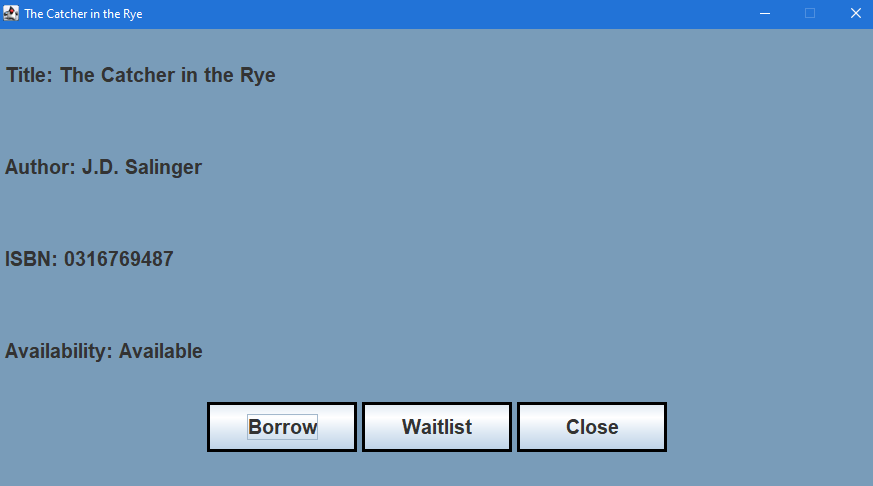 The Catcher in the Rye
Title: The Catcher in the Rye
Author: J.D. Salinger
ISBN: 0316769487
Availability: Available
Borrow Waitlist Close